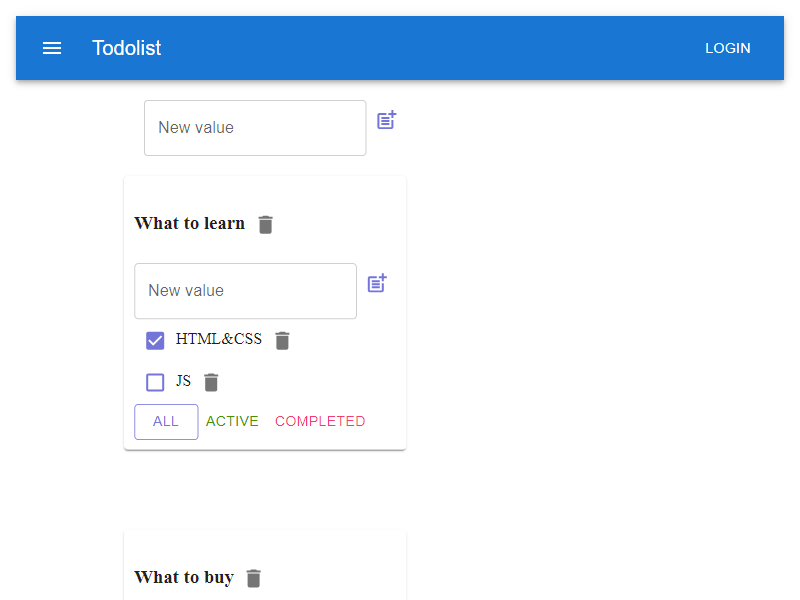 Todolist LOGIN
New value
What to learn
New value
HTML&CSS
JS
ALL ACTIVE COMPLETED
What to buy